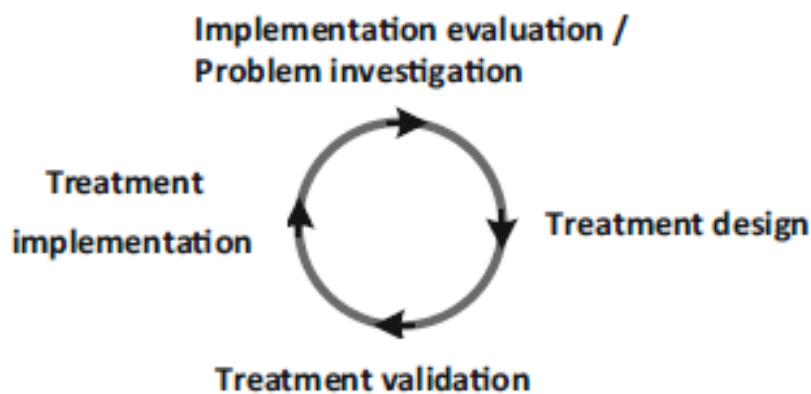 Implementation evaluation /
Problem investigation
Treatment
implementation
Treatment design
Treatment validation